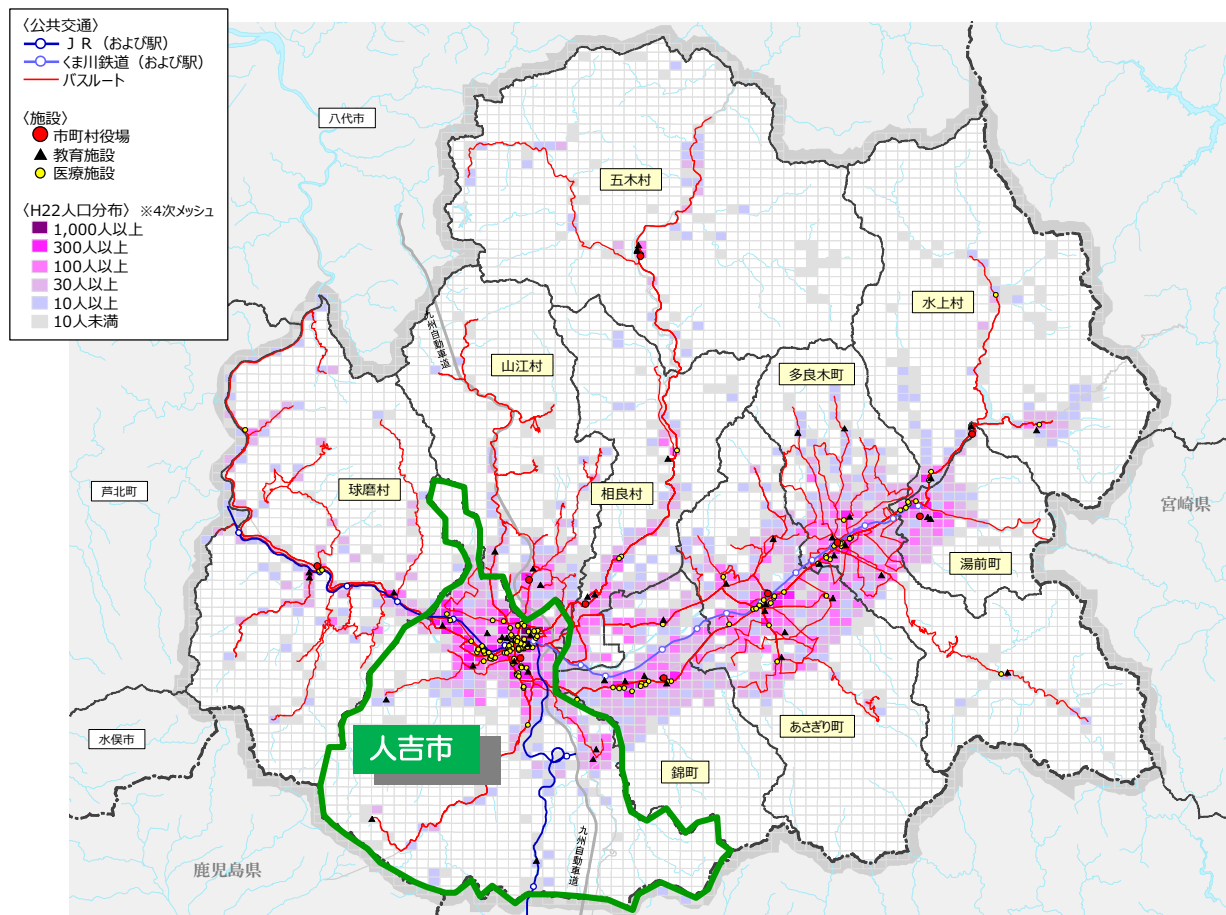 〈公共交通〉
ＪＲ（および駅）
くま川鉄道（および駅）
バスルート
〈施設〉
市町村役場
教育施設
医療施設
〈H22人口分布〉 ※4次メッシュ
1,000人以上
300人以上
100人以上
30人以上
10人以上
10人未満
八代市
五木村
水上村
九州自動車道
山江村
多良木町
芦北町
球磨村
相良村
宮崎県
湯前町
水俣市
人吉市
あさぎり町
錦町
九州自動車道
鹿児島県